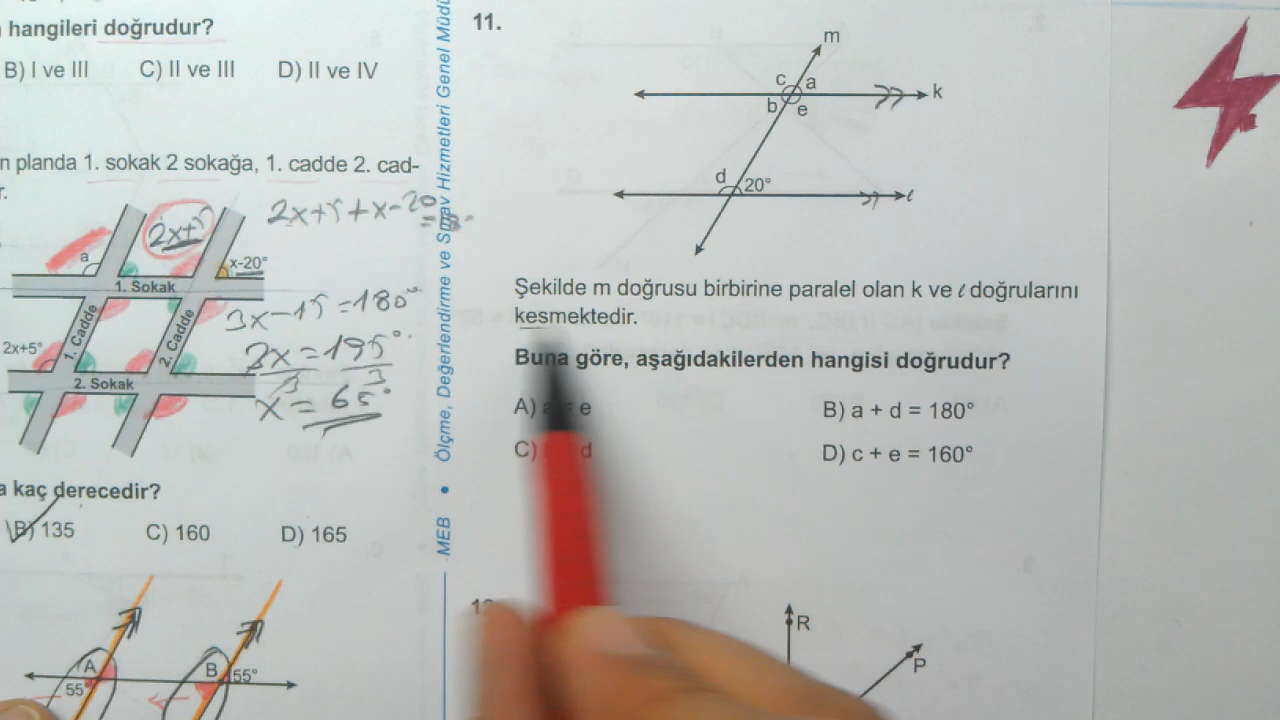 hangileri doğrudur?
B) I ve III C) II ve III D) II ve IV
n planda 1. sokak 2 sokağa, 1. cadde 2. cad-
r.
2x+5+x-20
2x+5
a
x-20°
1. Sokak
1. Cadde
2. Cadde
2x+5°
2. Sokak
3x-15=180°
3x=195°
3 3
x=65°
a kaç derecedir?
B) 135 C) 160 D) 165
A
55
B
55°
MEB • Ölçme, Değerlendirme ve Sınav Hizmetleri Genel Müdü
11.
m
c a
k
b e
d 20°
ℓ
Şekilde m doğrusu birbirine paralel olan k ve ℓ doğrularını
kesmektedir.
Buna göre, aşağıdakilerden hangisi doğrudur?
A) e B) a + d = 180°
C) d D) c + e = 160°
R
P